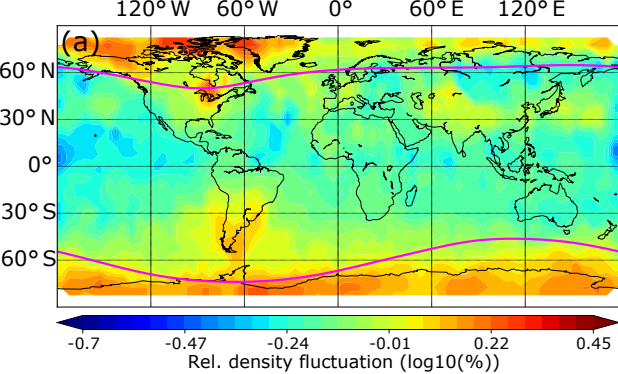 120°W 60°W 0° 60°E 120°E
(a)
60°N
30°N
0°
30°S
60°S
-0.7 -0.47 -0.24 -0.01 0.22 0.45
Rel. density fluctuation (log10(%))